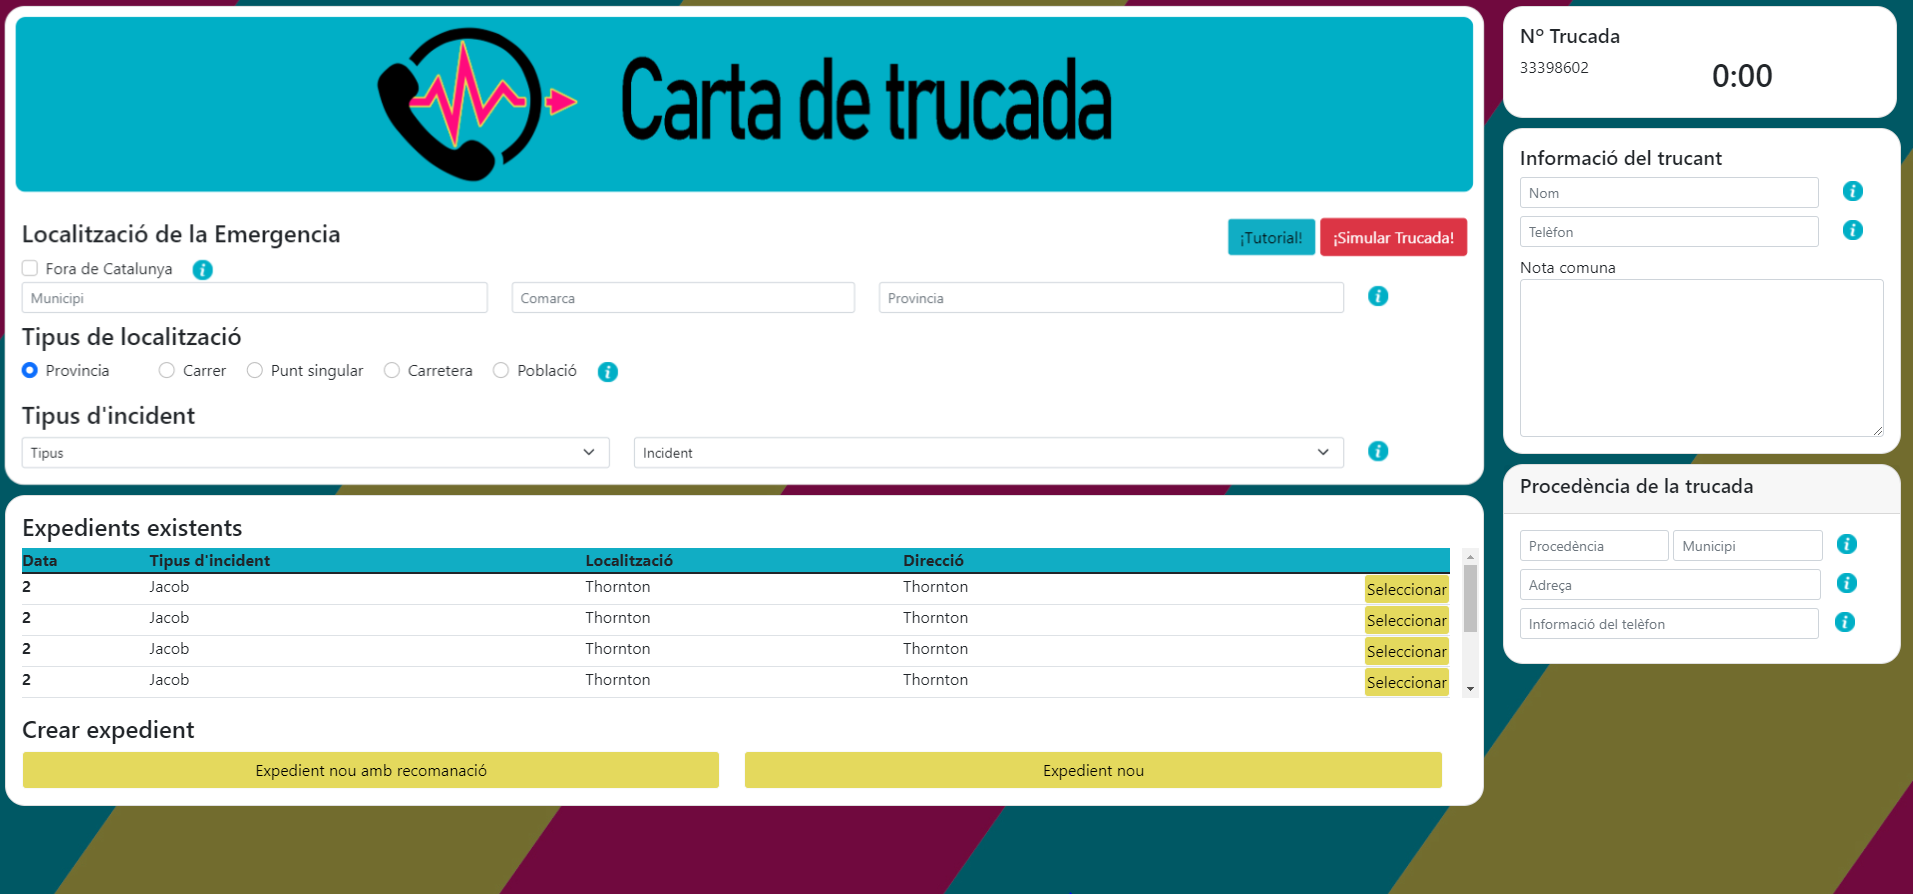 Carta de trucada
Localització de la Emergencia
¡Tutorial!
¡Simular Trucada!
Fora de Catalunya
Municipi
Comarca
Provincia
Tipus de localització
Provincia
Carrer
Punt singular
Carretera
Població
Tipus d'incident
Tipus
Incident
Expedients existents
Data Tipus d'incident Localització Direcció
2 Jacob Thornton Thornton Seleccionar
2 Jacob Thornton Thornton Seleccionar
2 Jacob Thornton Thornton Seleccionar
2 Jacob Thornton Thornton Seleccionar
Crear expedient
Expedient nou amb recomanació
Expedient nou
Nº Trucada
33398602
0:00
Informació del trucant
Nom
Telèfon
Nota comuna
Procedència de la trucada
Procedència
Municipi
Adreça
Informació del telèfon